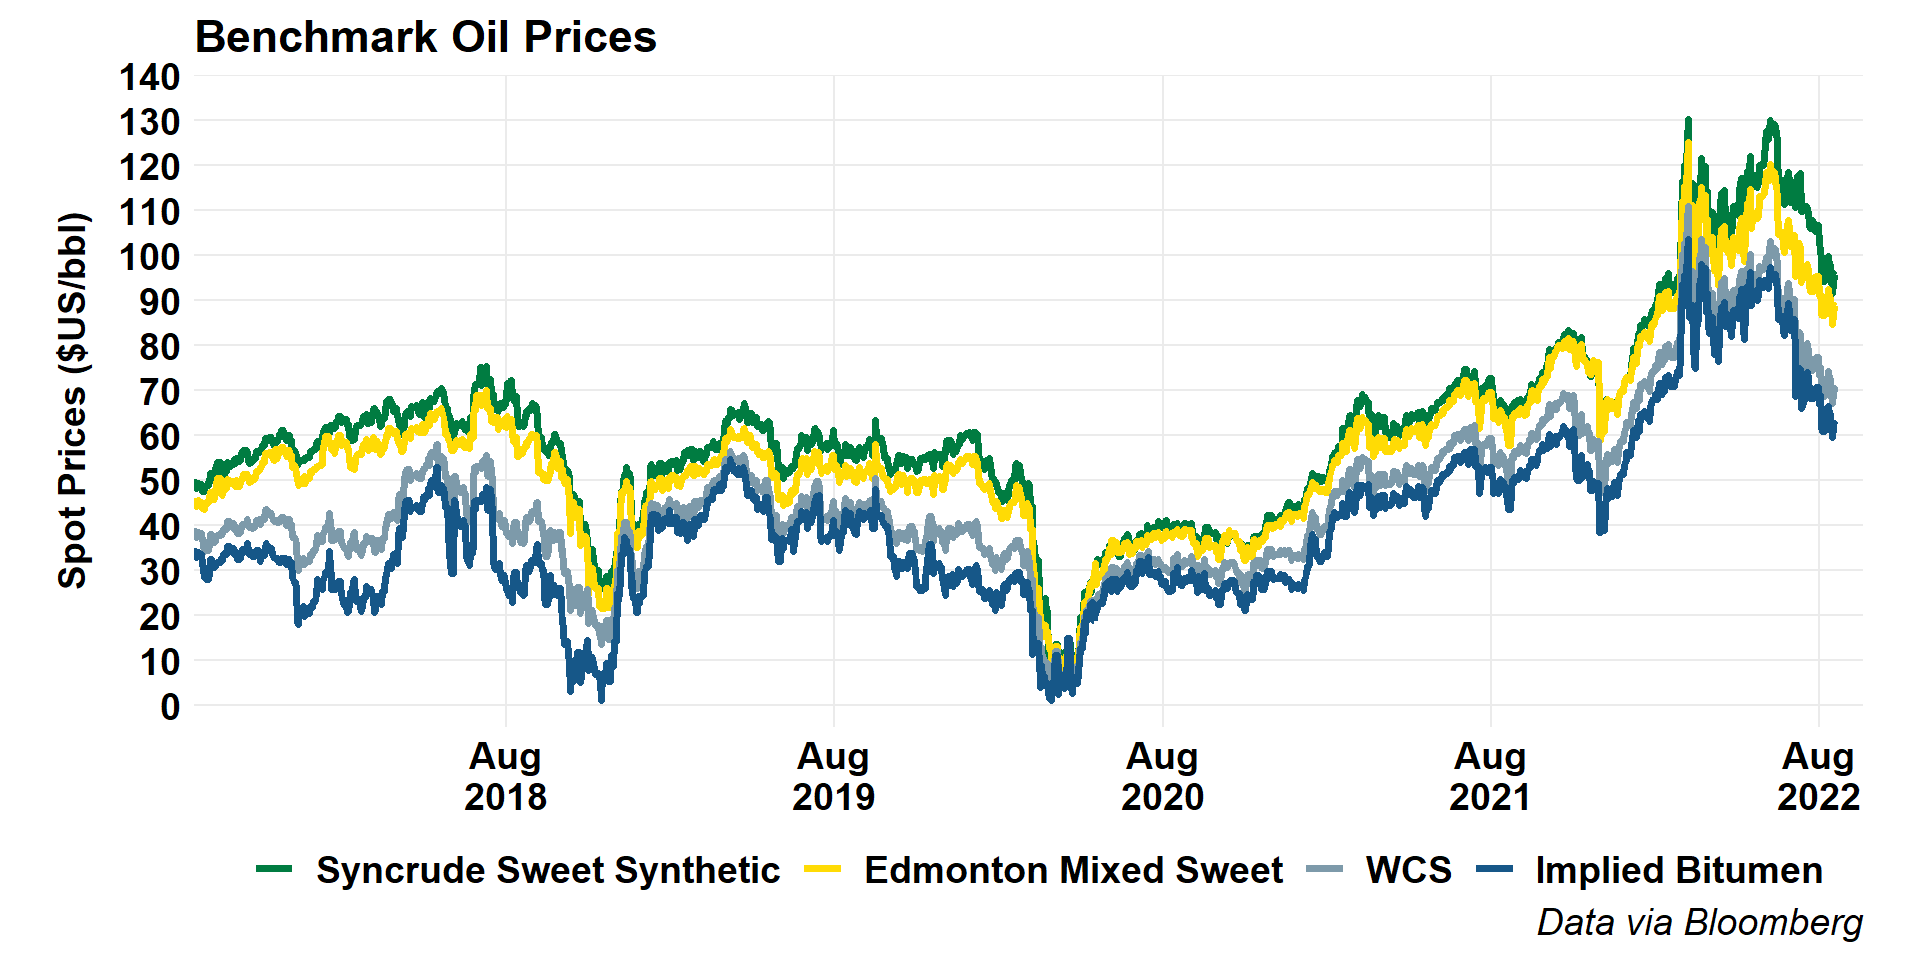 Benchmark Oil Prices
140
130
120
110
100
90
80
70
60
50
40
30
20
10
0
Spot Prices ($US/bbl)
Aug Aug Aug Aug Aug
2018 2019 2020 2021 2022
Syncrude Sweet Synthetic Edmonton Mixed Sweet WCS Implied Bitumen
Data via Bloomberg